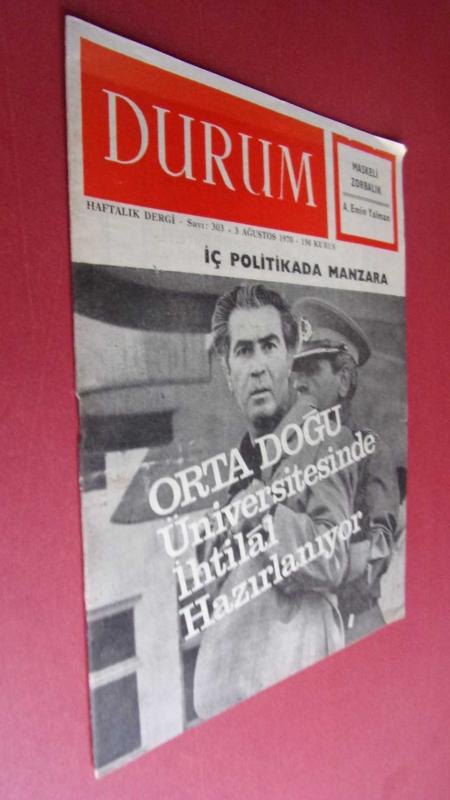 DURUM
MASKELİ
ZORBALIK
A. Emin Yalman
HAFTALIK DERGİ - Sayı: 303 - 3 AĞUSTOS 1970 - 150 KURUŞ
İÇ POLİTİKADA MANZARA
ORTA DOĞU
Üniversitesinde
İhtilâl
Hazırlanıyor